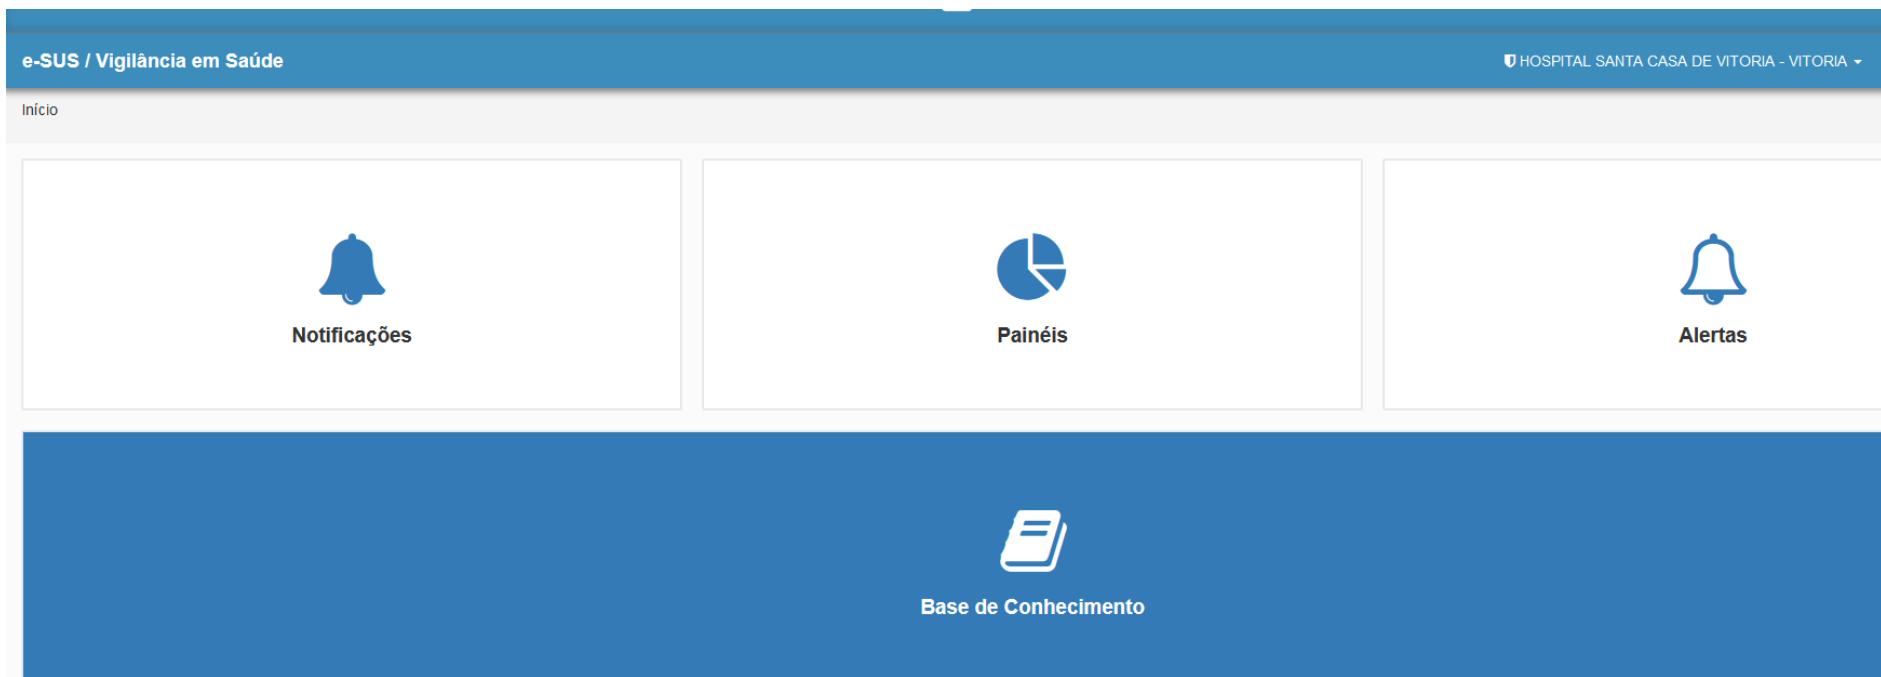 e-SUS / Vigilância em Saúde
HOSPITAL SANTA CASA DE VITORIA - VITORIA
Início
Notificações
Painéis
Alertas
Base de Conhecimento